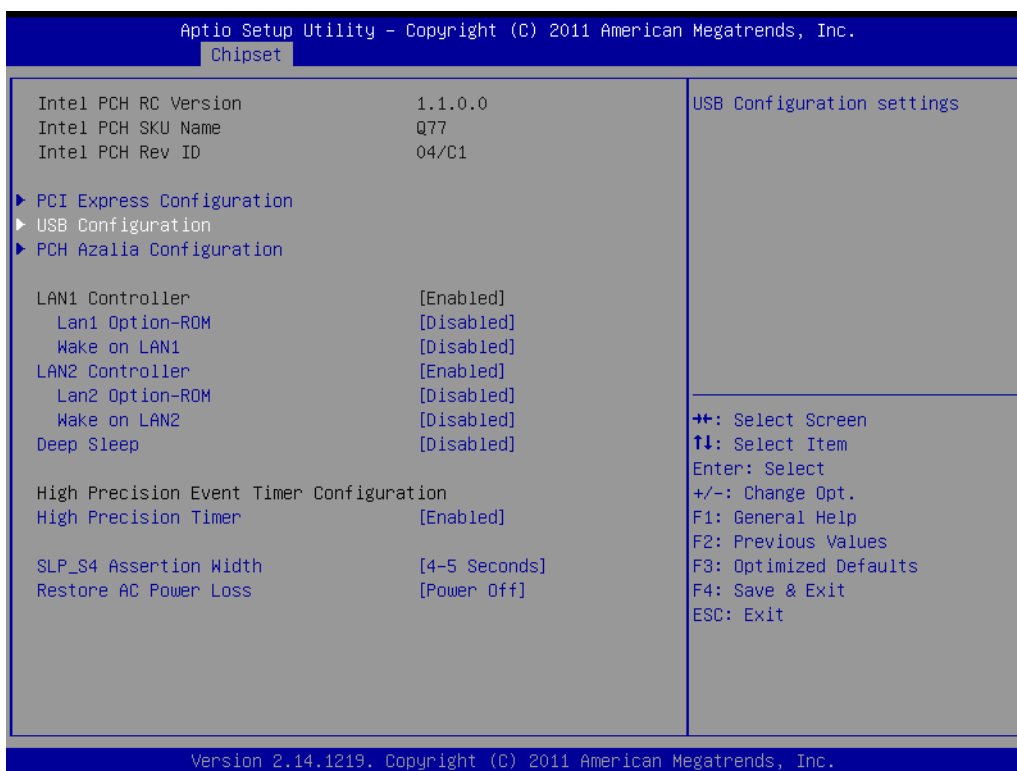 Aptio Setup Utility – Copyright (C) 2011 American Megatrends, Inc.
Chipset
Intel PCH RC Version 1.1.0.0
Intel PCH SKU Name Q77
Intel PCH Rev ID 04/C1
PCI Express Configuration
USB Configuration
PCH Azalia Configuration
LAN1 Controller [Enabled]
Lan1 Option-ROM [Disabled]
Wake on LAN1 [Disabled]
LAN2 Controller [Enabled]
Lan2 Option-ROM [Disabled]
Wake on LAN2 [Disabled]
Deep Sleep [Disabled]
High Precision Event Timer Configuration
High Precision Timer [Enabled]
SLP_S4 Assertion Width [4-5 Seconds]
Restore AC Power Loss [Power Off]
USB Configuration settings
→←: Select Screen
↑↓: Select Item
Enter: Select
+/-: Change Opt.
F1: General Help
F2: Previous Values
F3: Optimized Defaults
F4: Save & Exit
ESC: Exit
Version 2.14.1219. Copyright (C) 2011 American Megatrends, Inc.